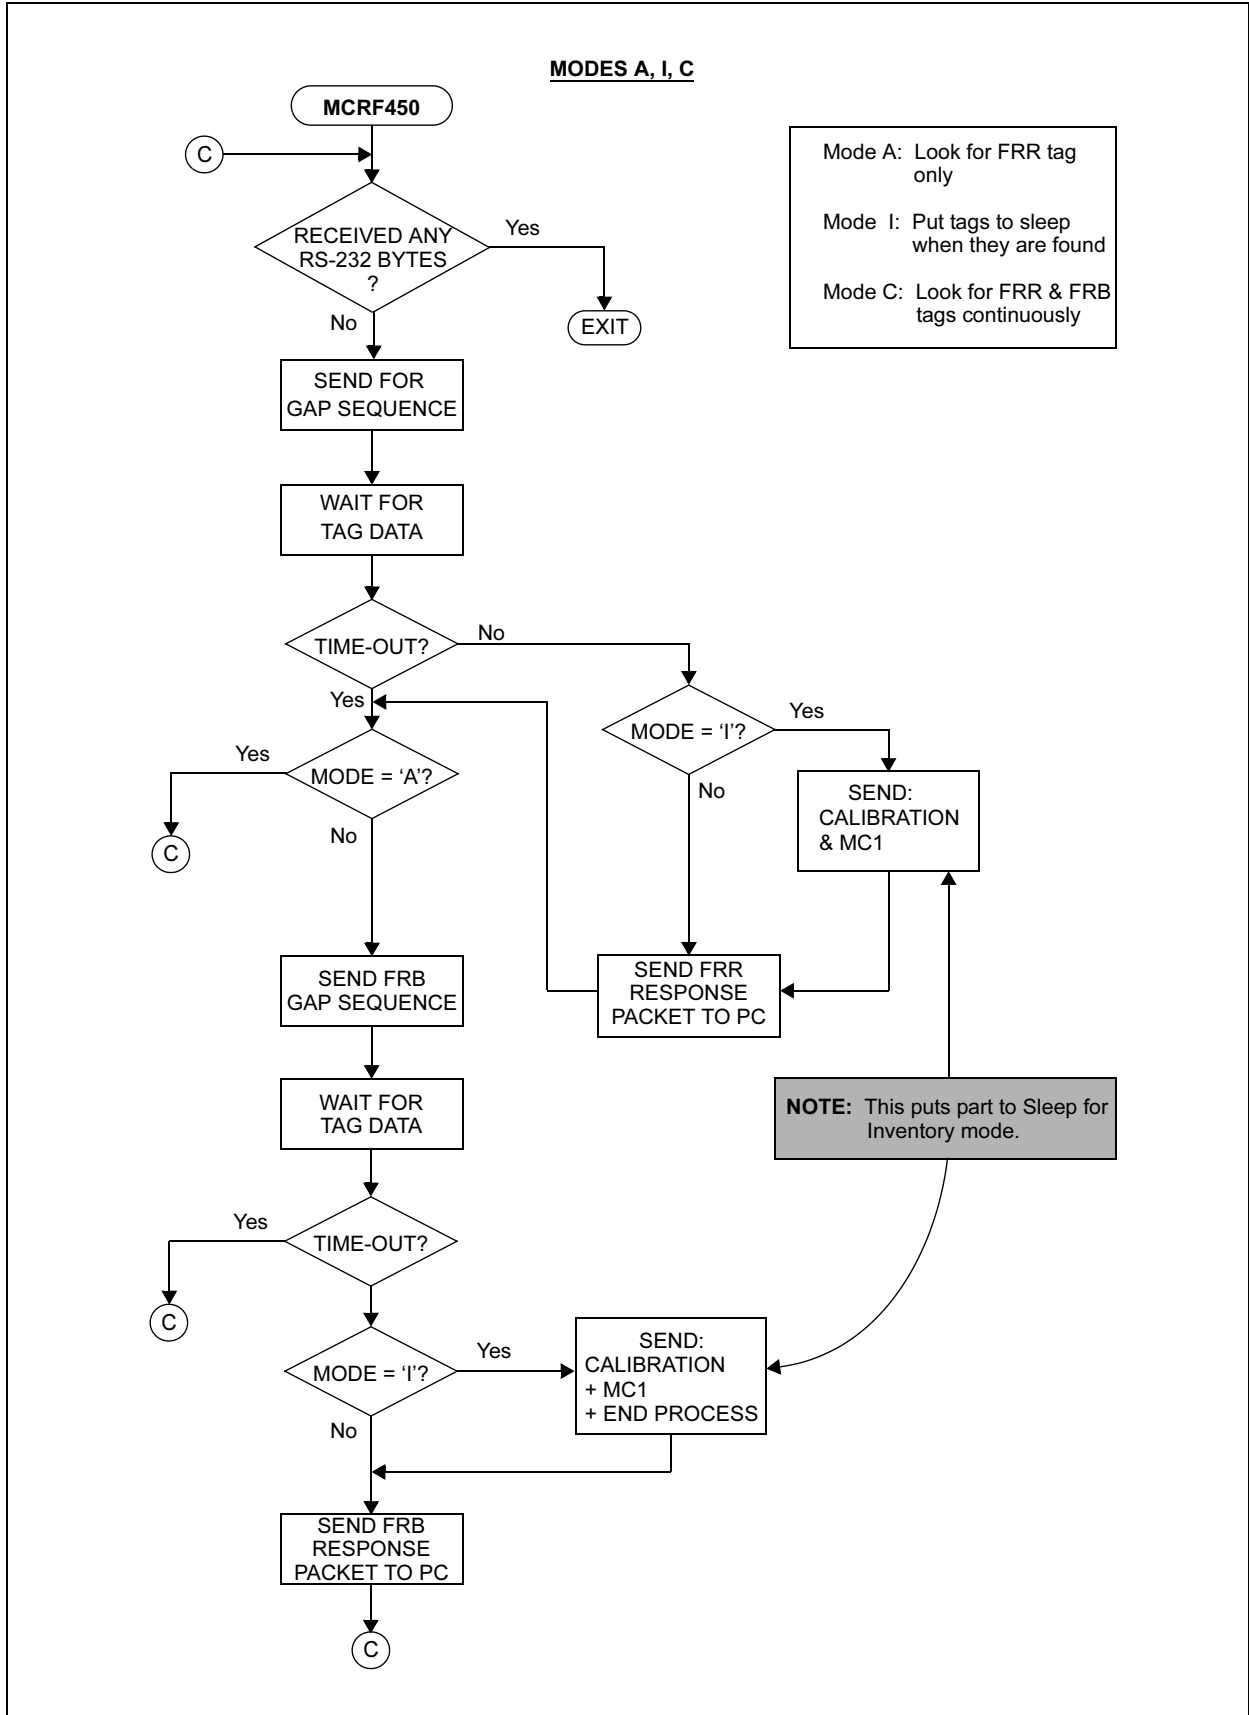 MODES A, I, C
MCRF450
C
Mode A: Look for FRR tag
only
Mode I: Put tags to sleep
when they are found
Mode C: Look for FRR & FRB
tags continuously
RECEIVED ANY
RS-232 BYTES
?
Yes
No
EXIT
SEND FOR
GAP SEQUENCE
WAIT FOR
TAG DATA
TIME-OUT?
No
Yes
MODE = ‘I’?
Yes
No
MODE = ‘A’?
Yes
No
C
SEND:
CALIBRATION
& MC1
SEND FRR
RESPONSE
PACKET TO PC
SEND FRB
GAP SEQUENCE
WAIT FOR
TAG DATA
NOTE: This puts part to Sleep for
Inventory mode.
TIME-OUT?
Yes
C
MODE = ‘I’?
Yes
No
SEND:
CALIBRATION
+ MC1
+ END PROCESS
SEND FRB
RESPONSE
PACKET TO PC
C